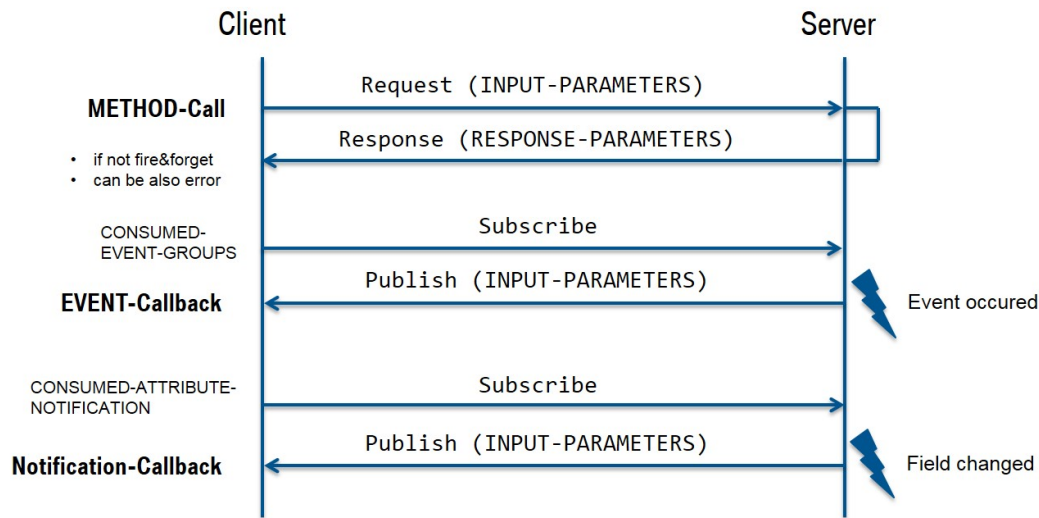 Client
Server
Request (INPUT-PARAMETERS)
METHOD-Call
Response (RESPONSE-PARAMETERS)
• if not fire&forget
• can be also error
CONSUMED-
EVENT-GROUPS
Subscribe
Publish (INPUT-PARAMETERS)
EVENT-Callback
Event occured
CONSUMED-ATTRIBUTE-
NOTIFICATION
Subscribe
Publish (INPUT-PARAMETERS)
Notification-Callback
Field changed